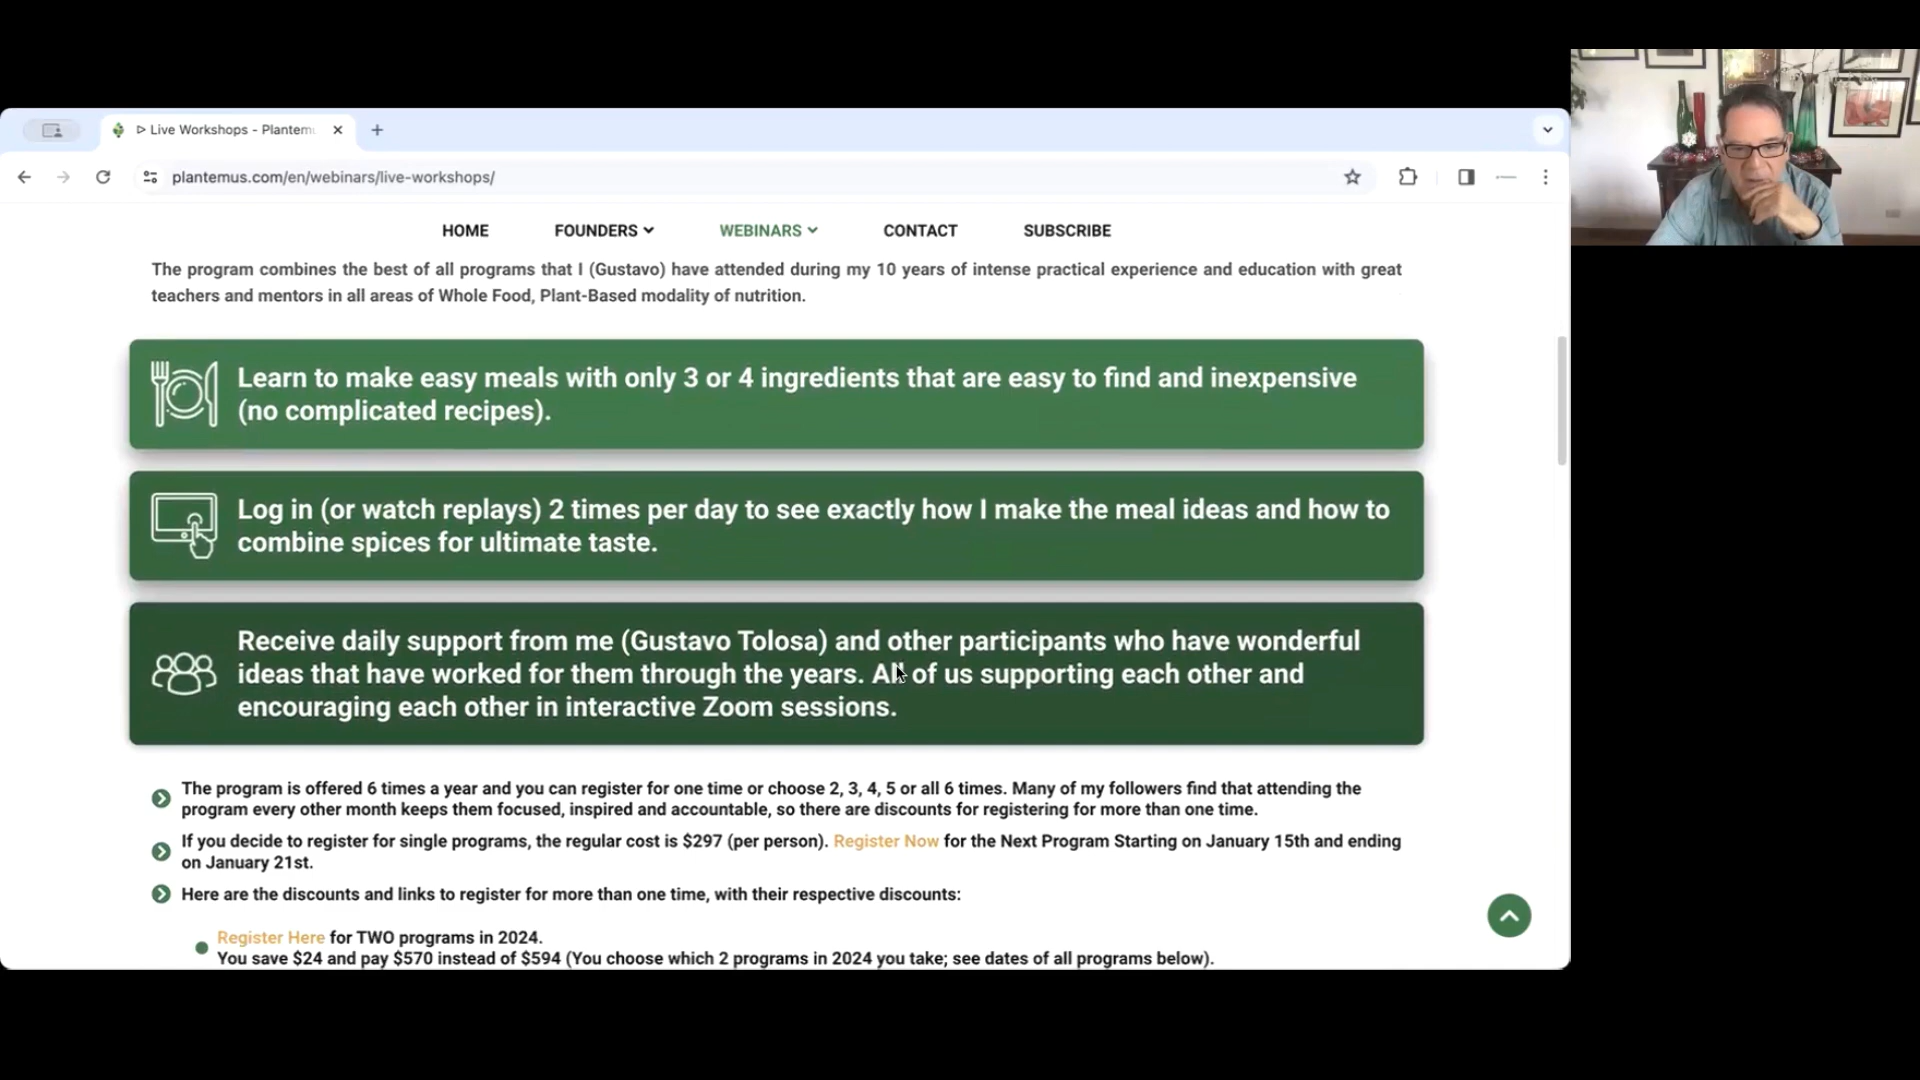 Live Workshops - Plantem
plantemus.com/en/webinars/live-workshops/
HOME FOUNDERS WEBINARS CONTACT SUBSCRIBE
The program combines the best of all programs that I (Gustavo) have attended during my 10 years of intense practical experience and education with great
teachers and mentors in all areas of Whole Food, Plant-Based modality of nutrition.
Learn to make easy meals with only 3 or 4 ingredients that are easy to find and inexpensive
(no complicated recipes).
Log in (or watch replays) 2 times per day to see exactly how I make the meal ideas and how to
combine spices for ultimate taste.
Receive daily support from me (Gustavo Tolosa) and other participants who have wonderful
ideas that have worked for them through the years. All of us supporting each other and
encouraging each other in interactive Zoom sessions.
The program is offered 6 times a year and you can register for one time or choose 2, 3, 4, 5 or all 6 times. Many of my followers find that attending the
program every other month keeps them focused, inspired and accountable, so there are discounts for registering for more than one time.
If you decide to register for single programs, the regular cost is $297 (per person). Register Now for the Next Program Starting on January 15th and ending
on January 21st.
Here are the discounts and links to register for more than one time, with their respective discounts:
Register Here for TWO programs in 2024.
You save $24 and pay $570 instead of $594 (You choose which 2 programs in 2024 you take; see dates of all programs below).